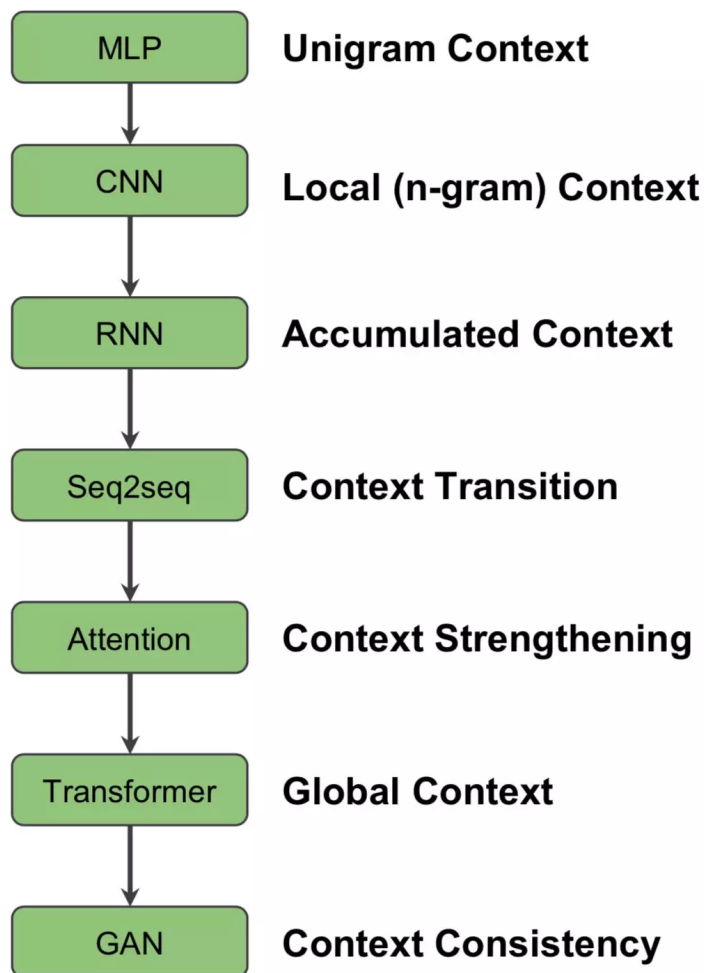 MLP Unigram Context
CNN Local (n-gram) Context
RNN Accumulated Context
Seq2seq Context Transition
Attention Context Strengthening
Transformer Global Context
GAN Context Consistency